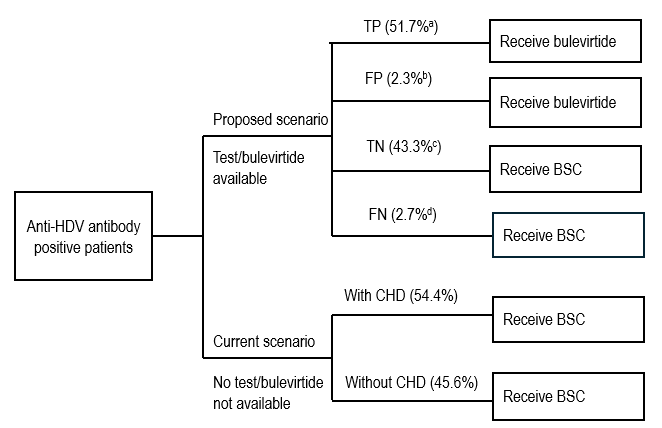 Anti-HDV antibody
positive patients
Proposed scenario
Test/bulevirtide
available
TP (51.7%ᵃ)
Receive bulevirtide
FP (2.3%ᵇ)
Receive bulevirtide
TN (43.3%ᶜ)
Receive BSC
FN (2.7%ᵈ)
Receive BSC
Current scenario
No test/bulevirtide
not available
With CHD (54.4%)
Receive BSC
Without CHD (45.6%)
Receive BSC